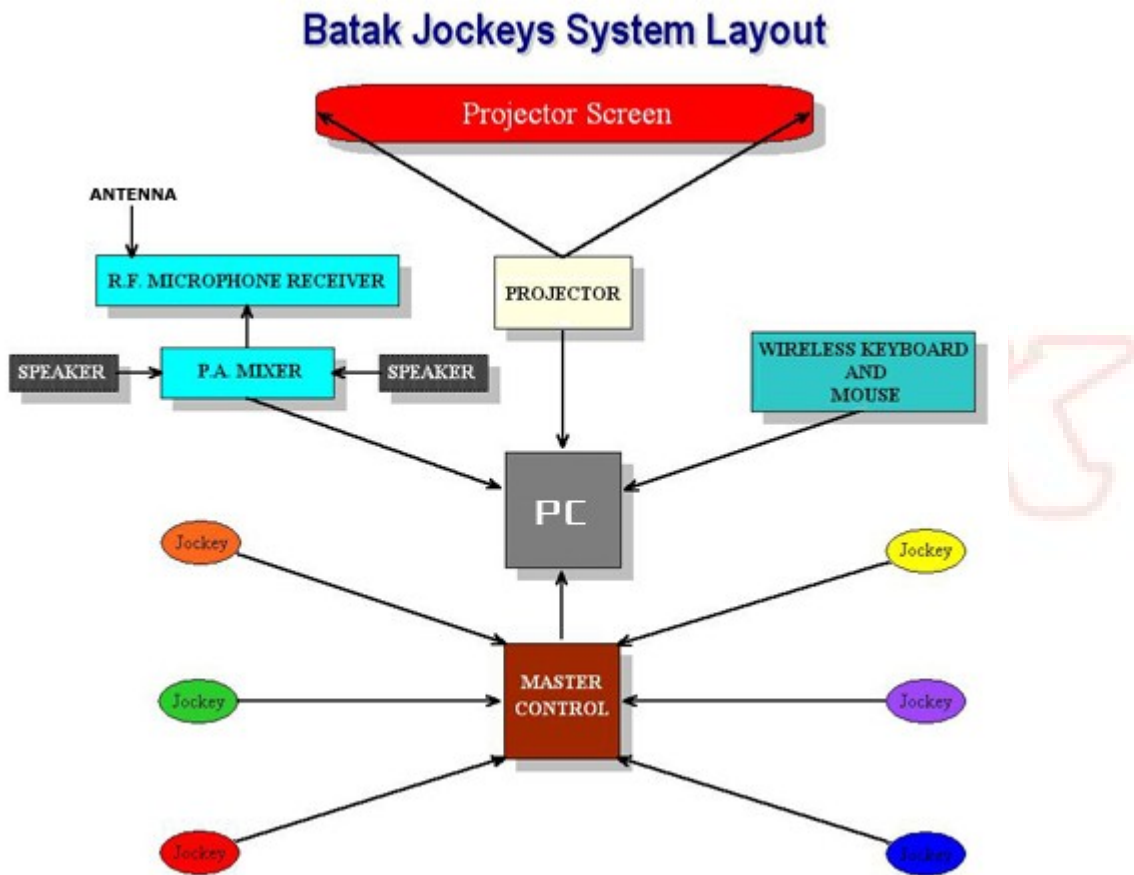 Batak Jockeys System Layout
Projector Screen
ANTENNA
R.F. MICROPHONE RECEIVER
PROJECTOR
SPEAKER
P.A. MIXER
SPEAKER
WIRELESS KEYBOARD
AND
MOUSE
PC
Jockey
Jockey
MASTER
CONTROL
Jockey
Jockey
Jockey
Jockey